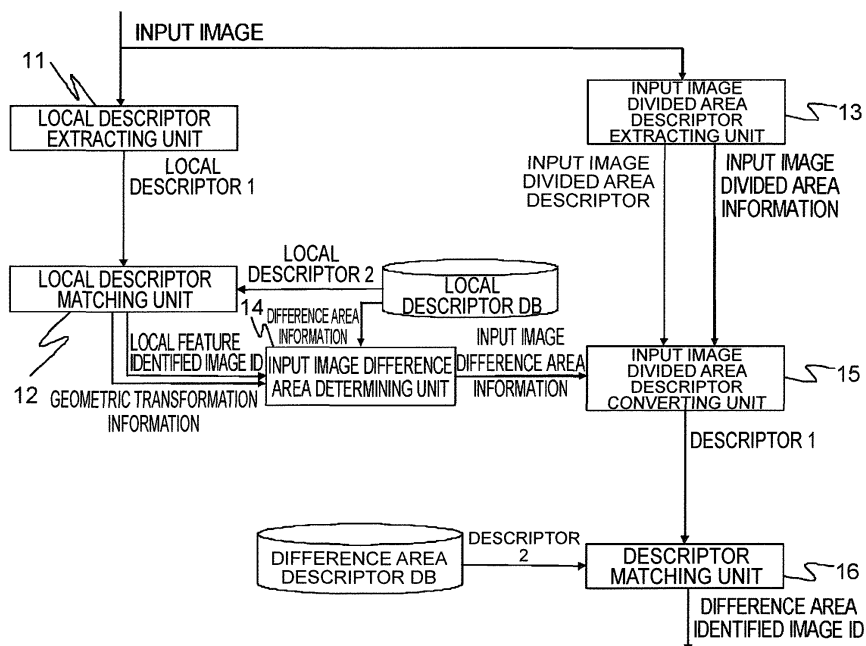 INPUT IMAGE
11
LOCAL DESCRIPTOR
EXTRACTING UNIT
INPUT IMAGE
DIVIDED AREA
DESCRIPTOR
EXTRACTING UNIT
13
LOCAL
DESCRIPTOR 1
INPUT IMAGE
DIVIDED AREA
DESCRIPTOR
INPUT IMAGE
DIVIDED AREA
INFORMATION
LOCAL DESCRIPTOR
MATCHING UNIT
12
LOCAL
DESCRIPTOR 2
LOCAL
DESCRIPTOR DB
14
DIFFERENCE AREA
INFORMATION
LOCAL FEATURE
IDENTIFIED IMAGE ID
GEOMETRIC TRANSFORMATION
INFORMATION
INPUT IMAGE DIFFERENCE
AREA DETERMINING UNIT
INPUT IMAGE
DIFFERENCE AREA
INFORMATION
INPUT IMAGE
DIVIDED AREA
DESCRIPTOR
CONVERTING UNIT
15
DESCRIPTOR 1
DIFFERENCE AREA
DESCRIPTOR DB
DESCRIPTOR
2
DESCRIPTOR
MATCHING UNIT
16
DIFFERENCE AREA
IDENTIFIED IMAGE ID